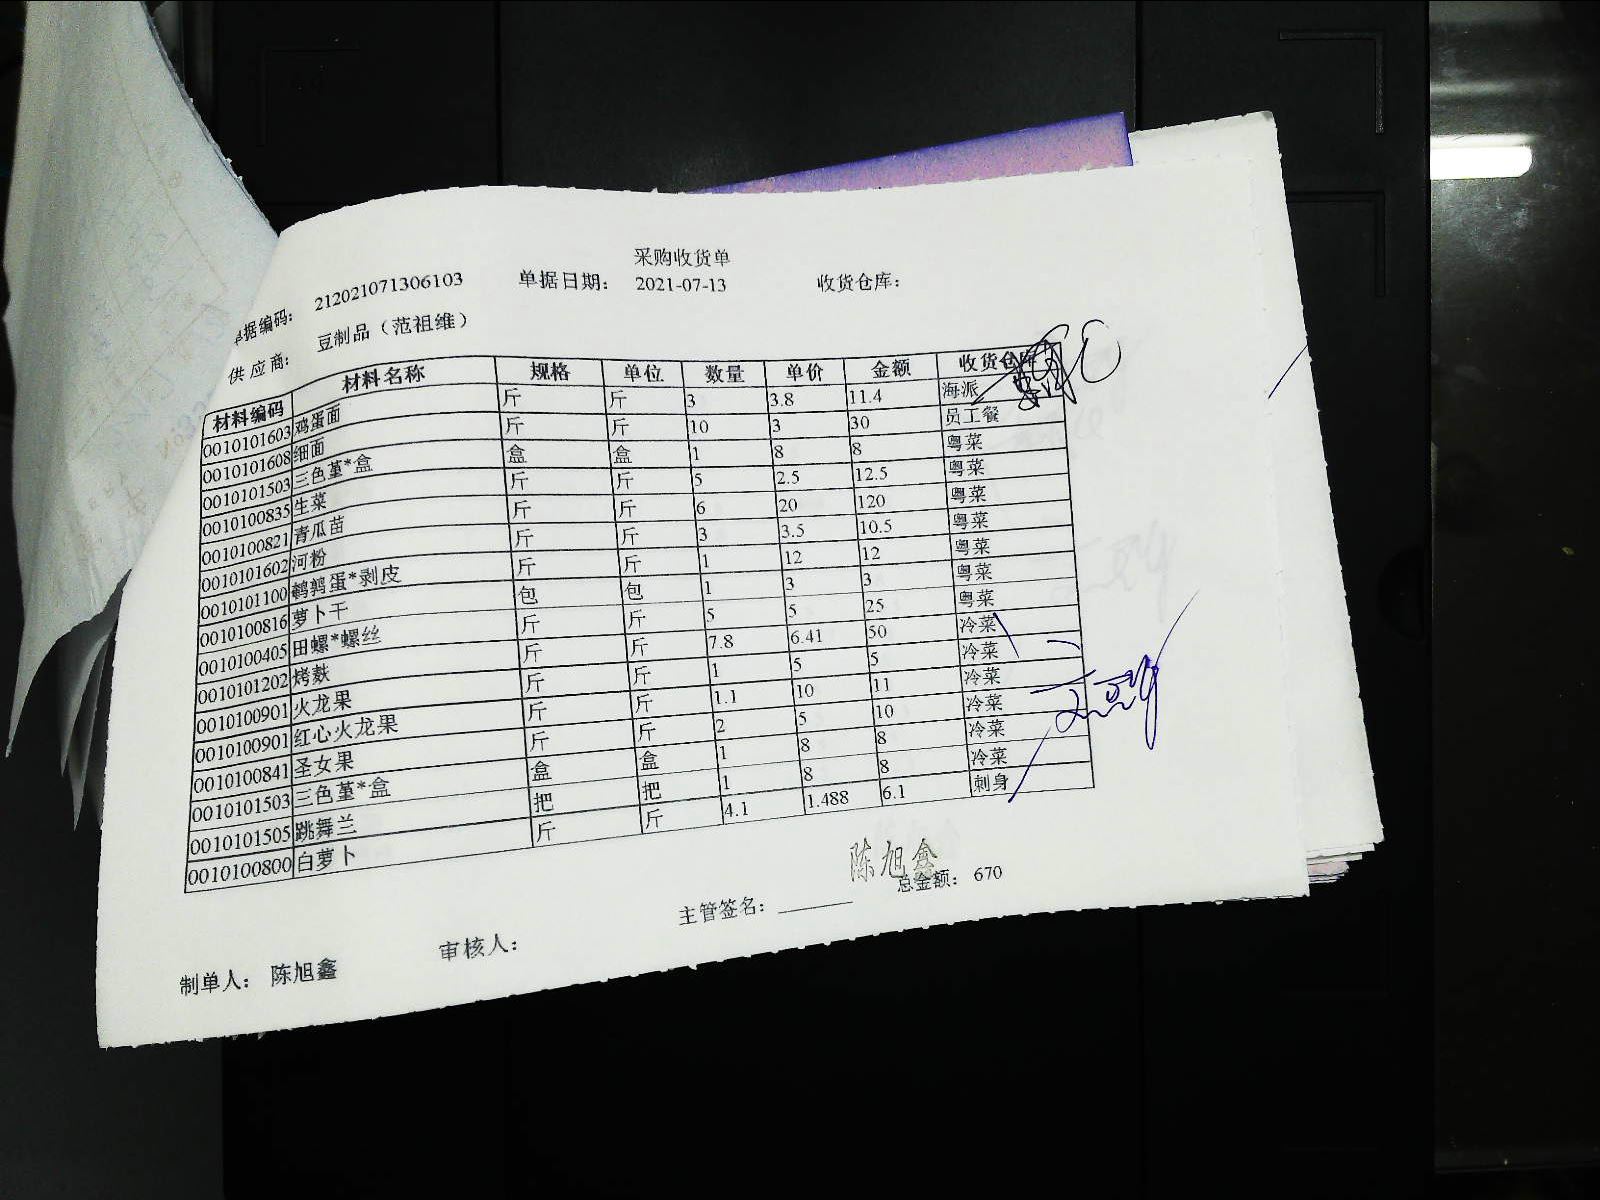 采购收货单
单据编码： 212021071306103 单据日期： 2021-07-13 收货仓库：
供应商： 豆制品（范祖维）
材料编码 材料名称 规格 单位 数量 单价 金额 收货仓库
0010101603 鸡蛋面 斤 斤 3 3.8 11.4 海派
0010101608 细面 斤 斤 10 3 30 员工餐
0010101503 三色堇*盒 盒 盒 1 8 8 粤菜
0010100835 生菜 斤 斤 5 2.5 12.5 粤菜
0010100821 青瓜苗 斤 斤 6 20 120 粤菜
0010101602 河粉 斤 斤 3 3.5 10.5 粤菜
0010101100 鹌鹑蛋*剥皮 斤 斤 1 12 12 粤菜
0010100816 萝卜干 包 包 1 3 3 粤菜
0010100405 田螺*螺丝 斤 斤 5 5 25 粤菜
0010101202 烤麸 斤 斤 7.8 6.41 50 冷菜
0010100901 火龙果 斤 斤 1 5 5 冷菜
0010100901 红心火龙果 斤 斤 1.1 10 11 冷菜
0010100841 圣女果 斤 斤 2 5 10 冷菜
0010101503 三色堇*盒 盒 盒 1 8 8 冷菜
0010101505 跳舞兰 把 把 1 8 8 冷菜
0010100800 白萝卜 斤 斤 4.1 1.488 6.1 刺身
陈旭鑫
主管签名： 总金额： 670
制单人： 陈旭鑫 审核人：